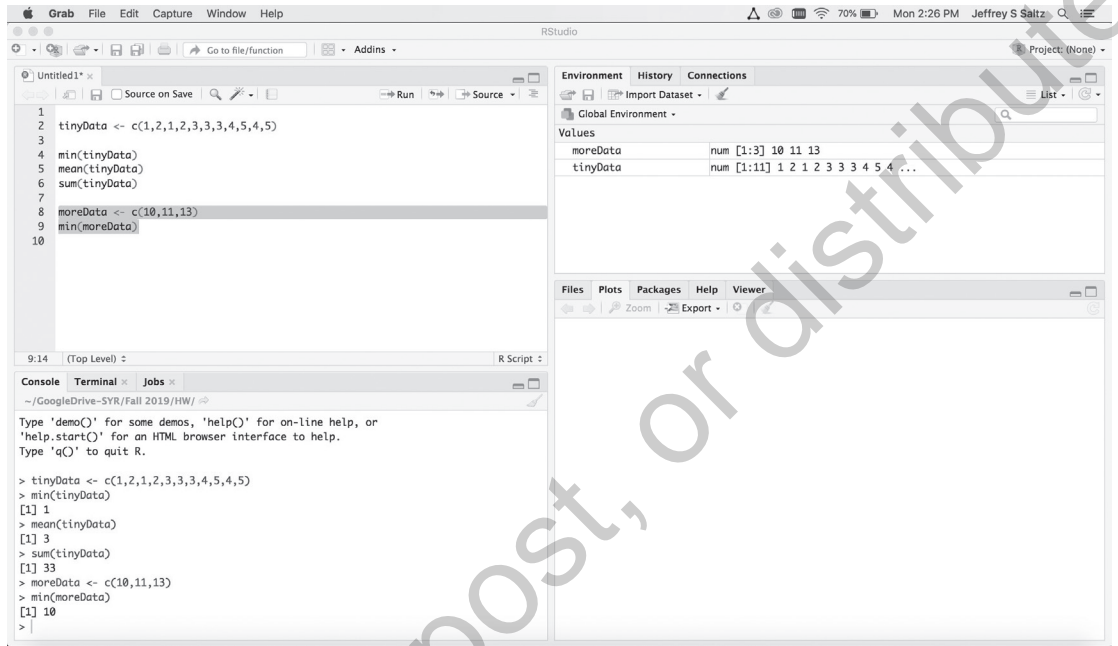 Grab File Edit Capture Window Help 70% Mon 2:26 PM Jeffrey S Saltz
RStudio
Go to file/function Addins Project: (None)
Untitled1*
Source on Save Run Source
1
2 tinyData <- c(1,2,1,2,3,3,3,4,5,4,5)
3
4 min(tinyData)
5 mean(tinyData)
6 sum(tinyData)
7
8 moreData <- c(10,11,13)
9 min(moreData)
10
9:14 (Top Level) R Script
Console Terminal Jobs
~/GoogleDrive-SYR/Fall 2019/HW/
Type 'demo()' for some demos, 'help()' for on-line help, or
'help.start()' for an HTML browser interface to help.
Type 'q()' to quit R.
> tinyData <- c(1,2,1,2,3,3,3,4,5,4,5)
> min(tinyData)
[1] 1
> mean(tinyData)
[1] 3
> sum(tinyData)
[1] 33
> moreData <- c(10,11,13)
> min(moreData)
[1] 10
>
Environment History Connections
Import Dataset List
Global Environment
Values
moreData num [1:3] 10 11 13
tinyData num [1:11] 1 2 1 2 3 3 3 4 5 4 ...
Files Plots Packages Help Viewer
Zoom Export
post, or distribute